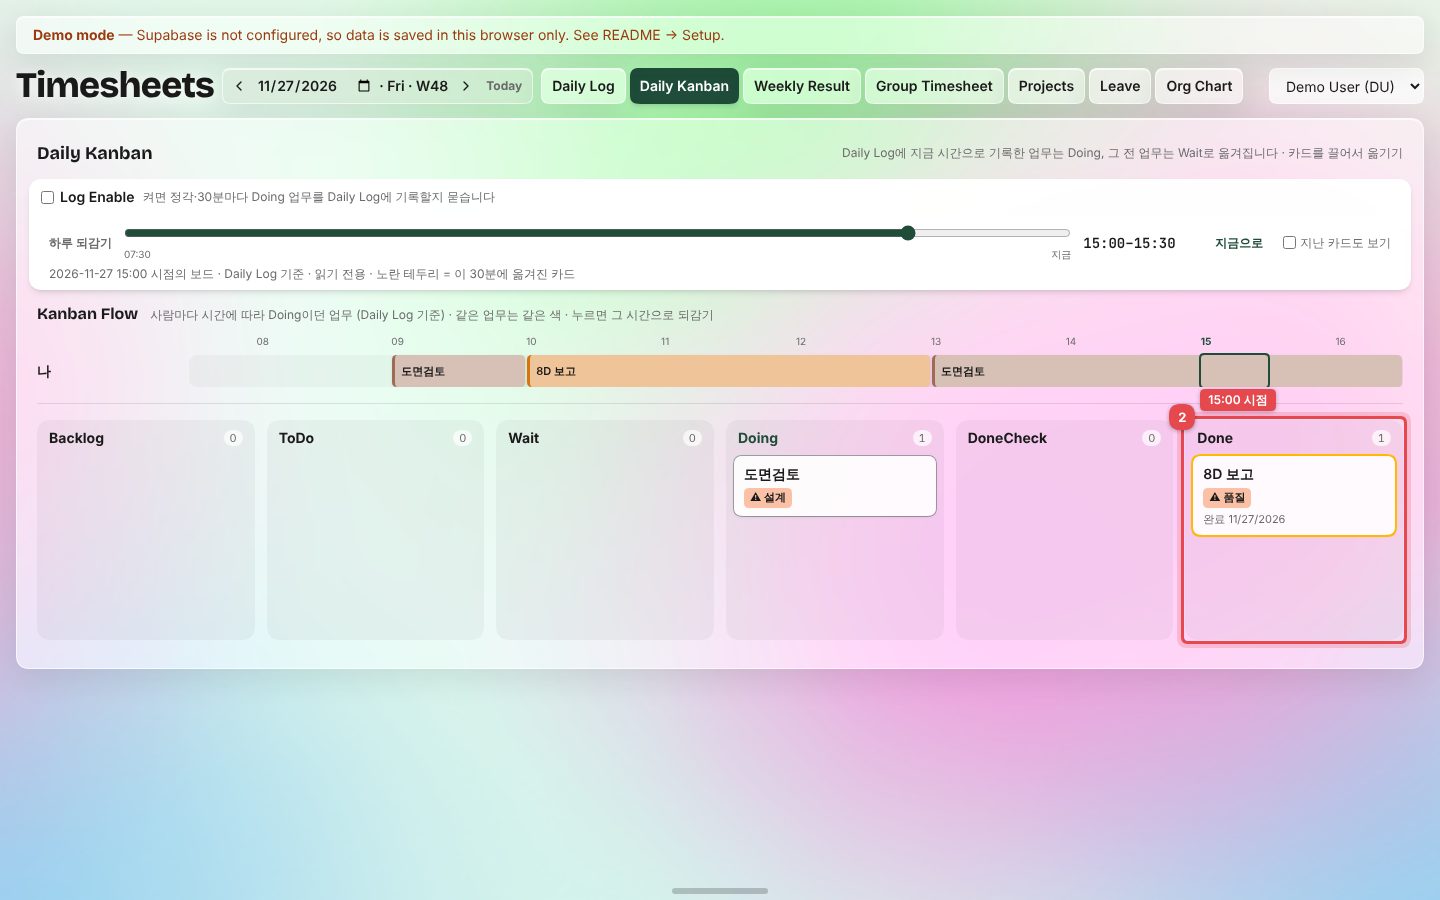 Demo mode — Supabase is not configured, so data is saved in this browser only. See README → Setup.
Timesheets
11/27/2026 · Fri · W48 Today
Daily Log
Daily Kanban
Weekly Result
Group Timesheet
Projects
Leave
Org Chart
Demo User (DU)
Daily Kanban
Daily Log에 지금 시간으로 기록한 업무는 Doing, 그 전 업무는 Wait로 옮겨집니다 · 카드를 끌어서 옮기기
Log Enable 켜면 정각·30분마다 Doing 업무를 Daily Log에 기록할지 묻습니다
하루 되감기
07:30
지금
15:00–15:30
지금으로
지난 카드도 보기
2026-11-27 15:00 시점의 보드 · Daily Log 기준 · 읽기 전용 · 노란 테두리 = 이 30분에 옮겨진 카드
Kanban Flow 사람마다 시간에 따라 Doing이던 업무 (Daily Log 기준) · 같은 업무는 같은 색 · 누르면 그 시간으로 되감기
08 09 10 11 12 13 14 15 16
나
도면검토
8D 보고
도면검토
15:00 시점
2
Backlog 0
ToDo 0
Wait 0
Doing 1
도면검토
⚠ 설계
DoneCheck 0
Done 1
8D 보고
⚠ 품질
완료 11/27/2026